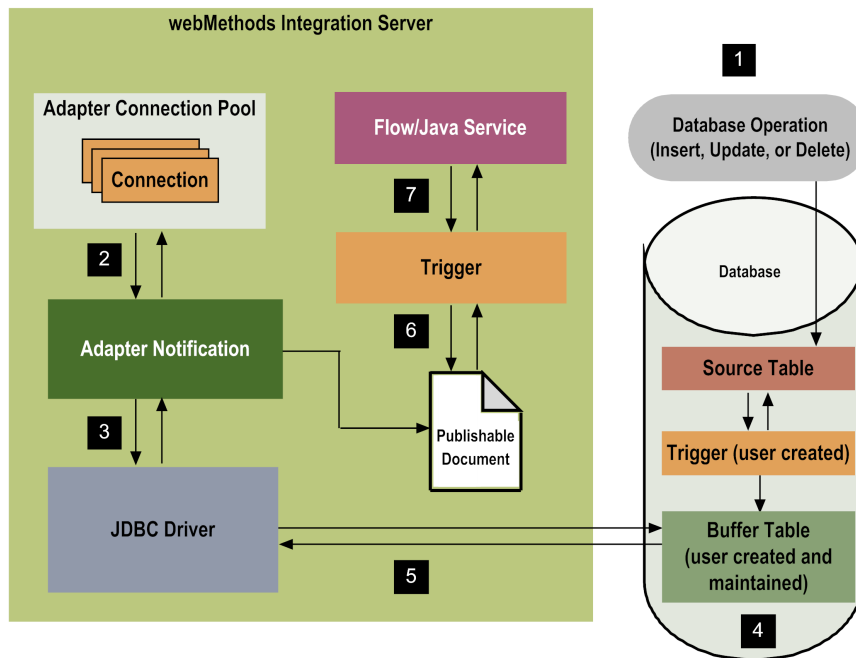 webMethods Integration Server
1
Adapter Connection Pool
Connection
Flow/Java Service
Database Operation
(Insert, Update, or Delete)
2
7
Trigger
Database
Adapter Notification
6
Source Table
3
Publishable
Document
Trigger (user created)
JDBC Driver
Buffer Table
(user created and
maintained)
5
4